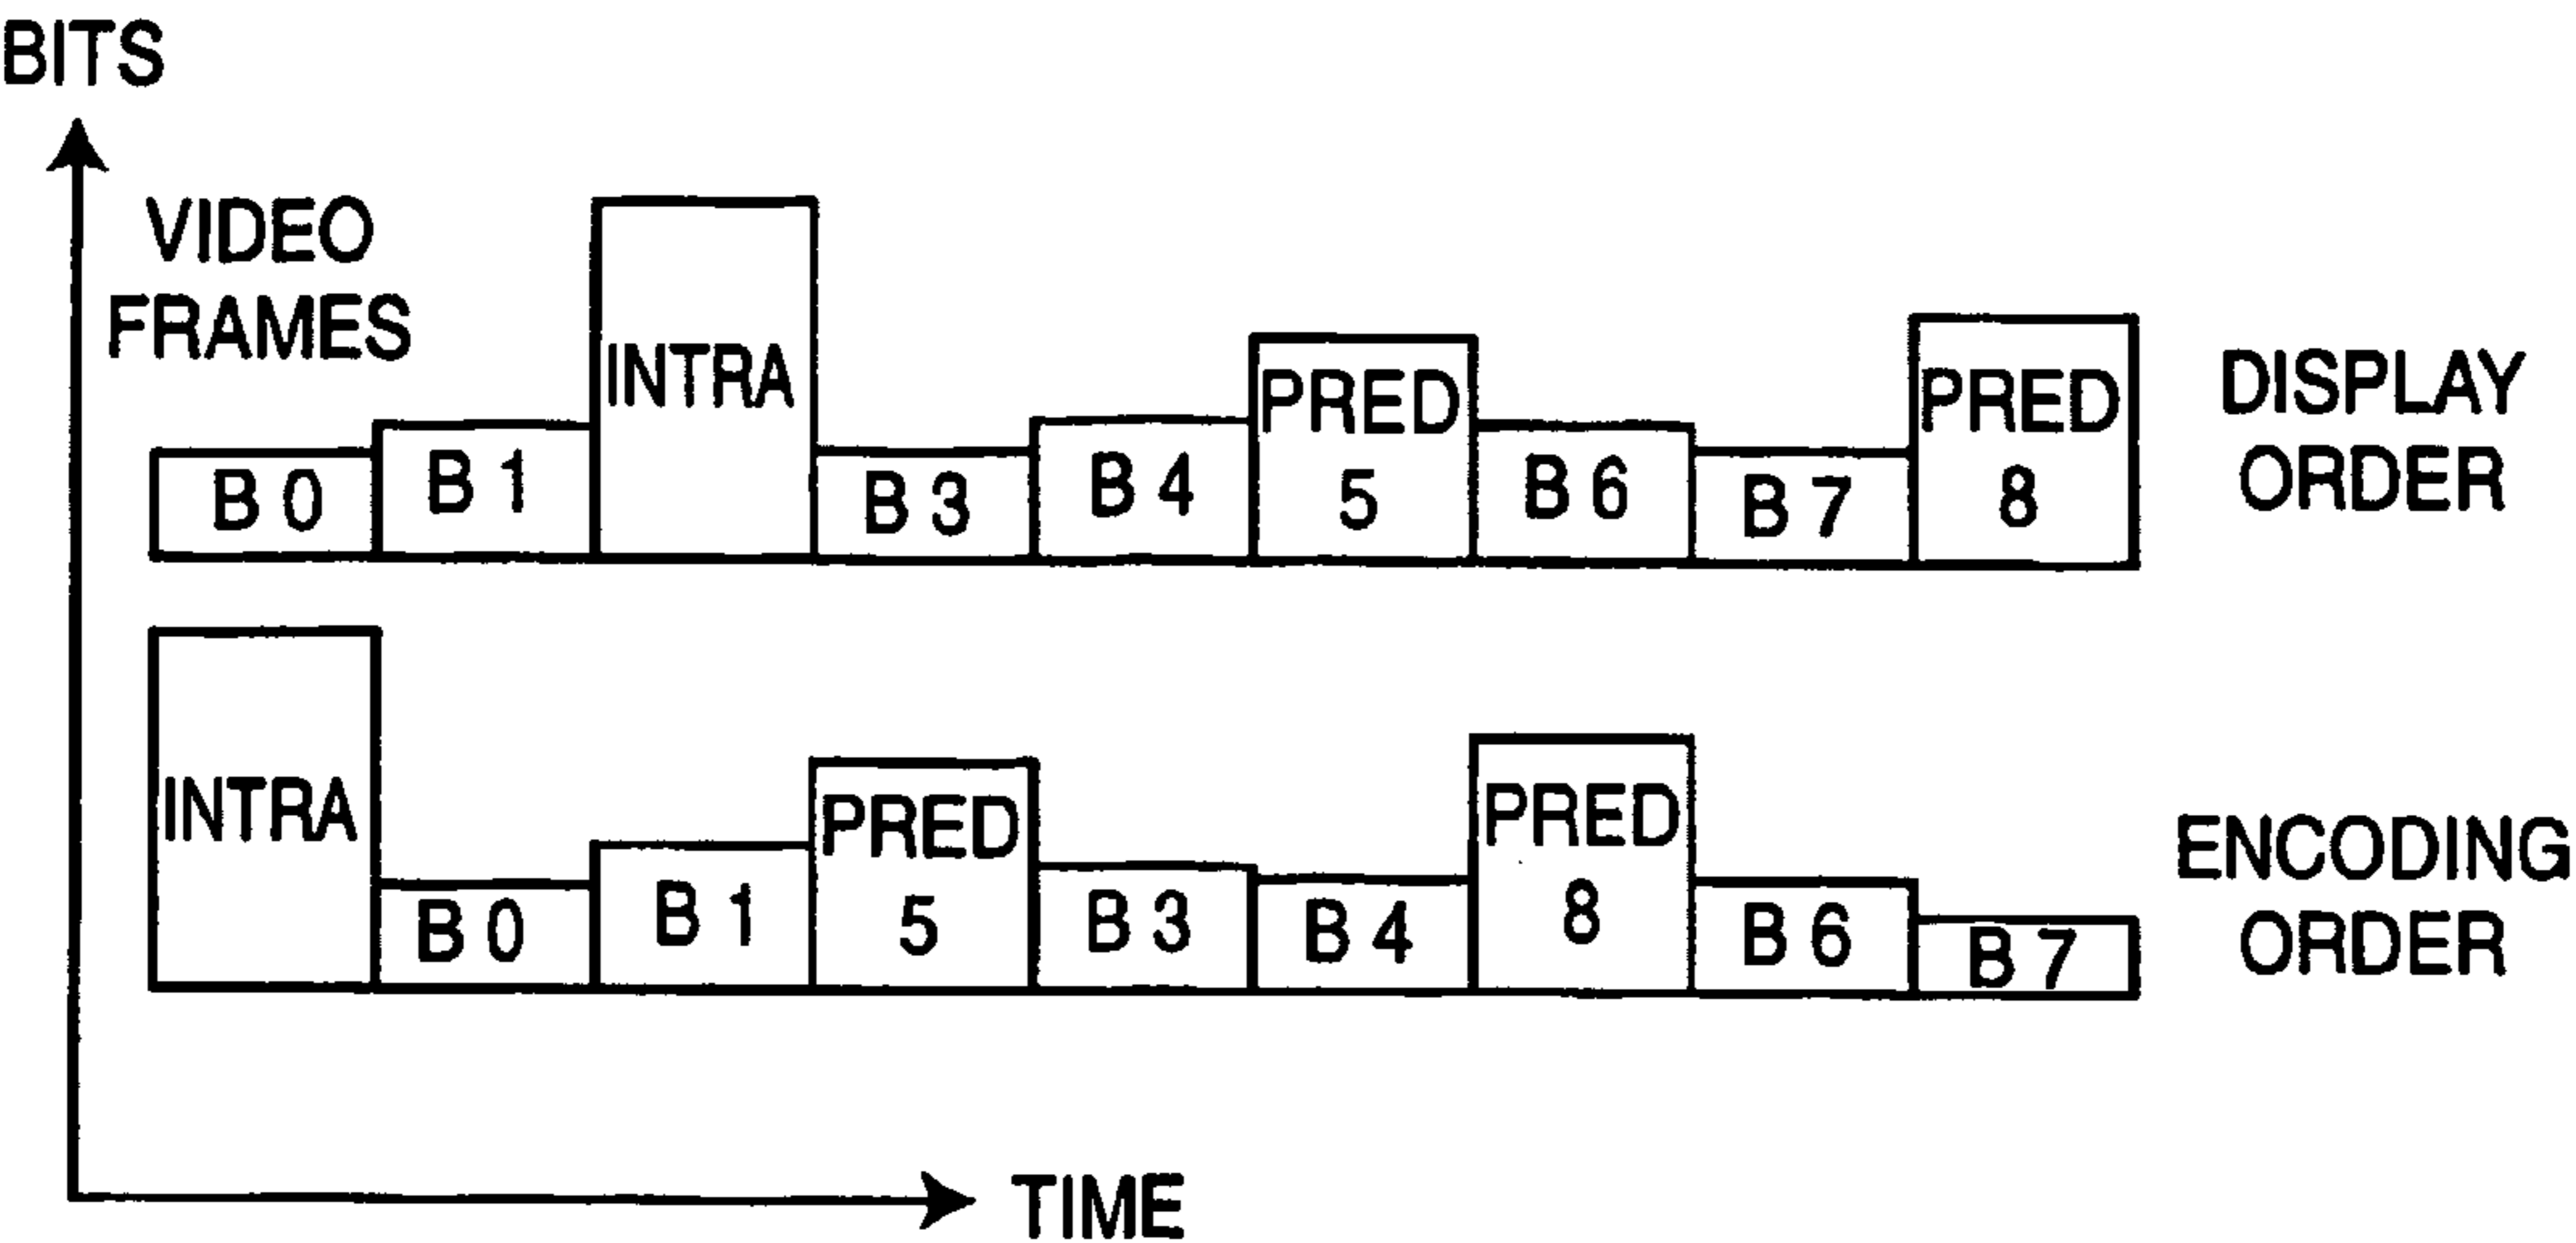 BITS
VIDEO
FRAMES
B 0
B 1
INTRA
B 3
B 4
PRED
5
B 6
B 7
PRED
8
DISPLAY
ORDER
INTRA
B 0
B 1
PRED
5
B 3
B 4
PRED
8
B 6
B 7
ENCODING
ORDER
TIME